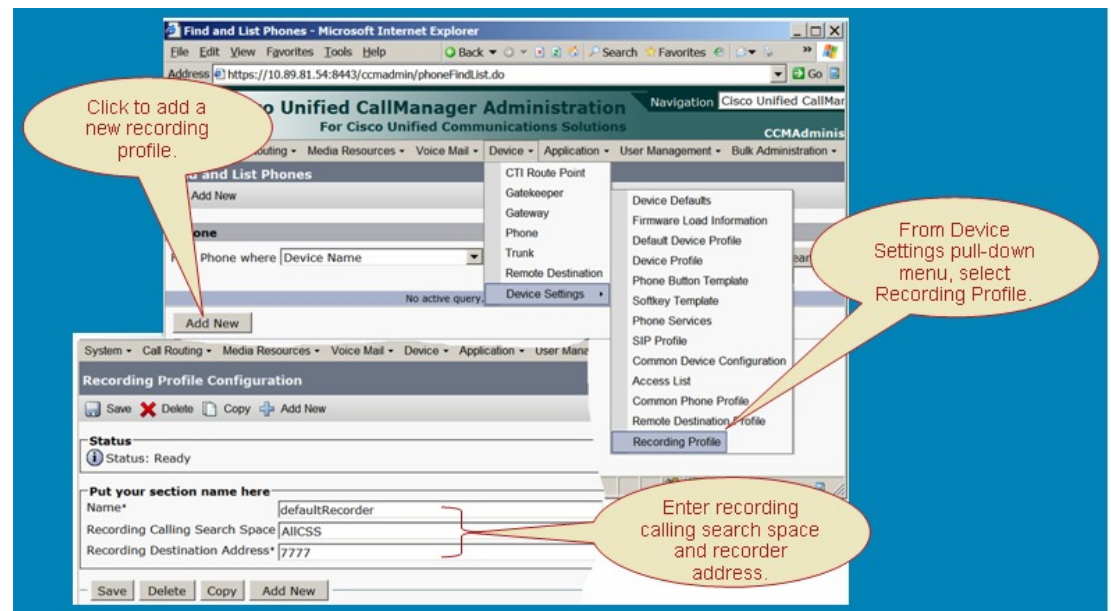 Find and List Phones - Microsoft Internet Explorer
File Edit View Favorites Tools Help Back Search Favorites »
Address https://10.89.81.54:8443/ccmadmin/phoneFindList.do Go
Click to add a
new recording
profile.
Unified CallManager Administration
For Cisco Unified Communications Solutions
Navigation Cisco Unified CallMar
CCMAdminis
Media Resources Voice Mail Device Application User Management Bulk Administration
and List Phones
Add New
Phone where Device Name
No active query.
Add New
CTI Route Point
Gatekeeper
Gateway
Phone
Trunk
Remote Destination
Device Settings
Device Defaults
Firmware Load Information
Default Device Profile
Device Profile
Phone Button Template
Softkey Template
Phone Services
SIP Profile
Common Device Configuration
Access List
Common Phone Profile
Remote Destination Profile
Recording Profile
From Device
Settings pull-down
menu, select
Recording Profile.
System Call Routing Media Resources Voice Mail Device Application User Mana
Recording Profile Configuration
Save Delete Copy Add New
Status
Status: Ready
Put your section name here
Name* defaultRecorder
Recording Calling Search Space AllCSS
Recording Destination Address* 7777
Enter recording
calling search space
and recorder
address.
Save Delete Copy Add New